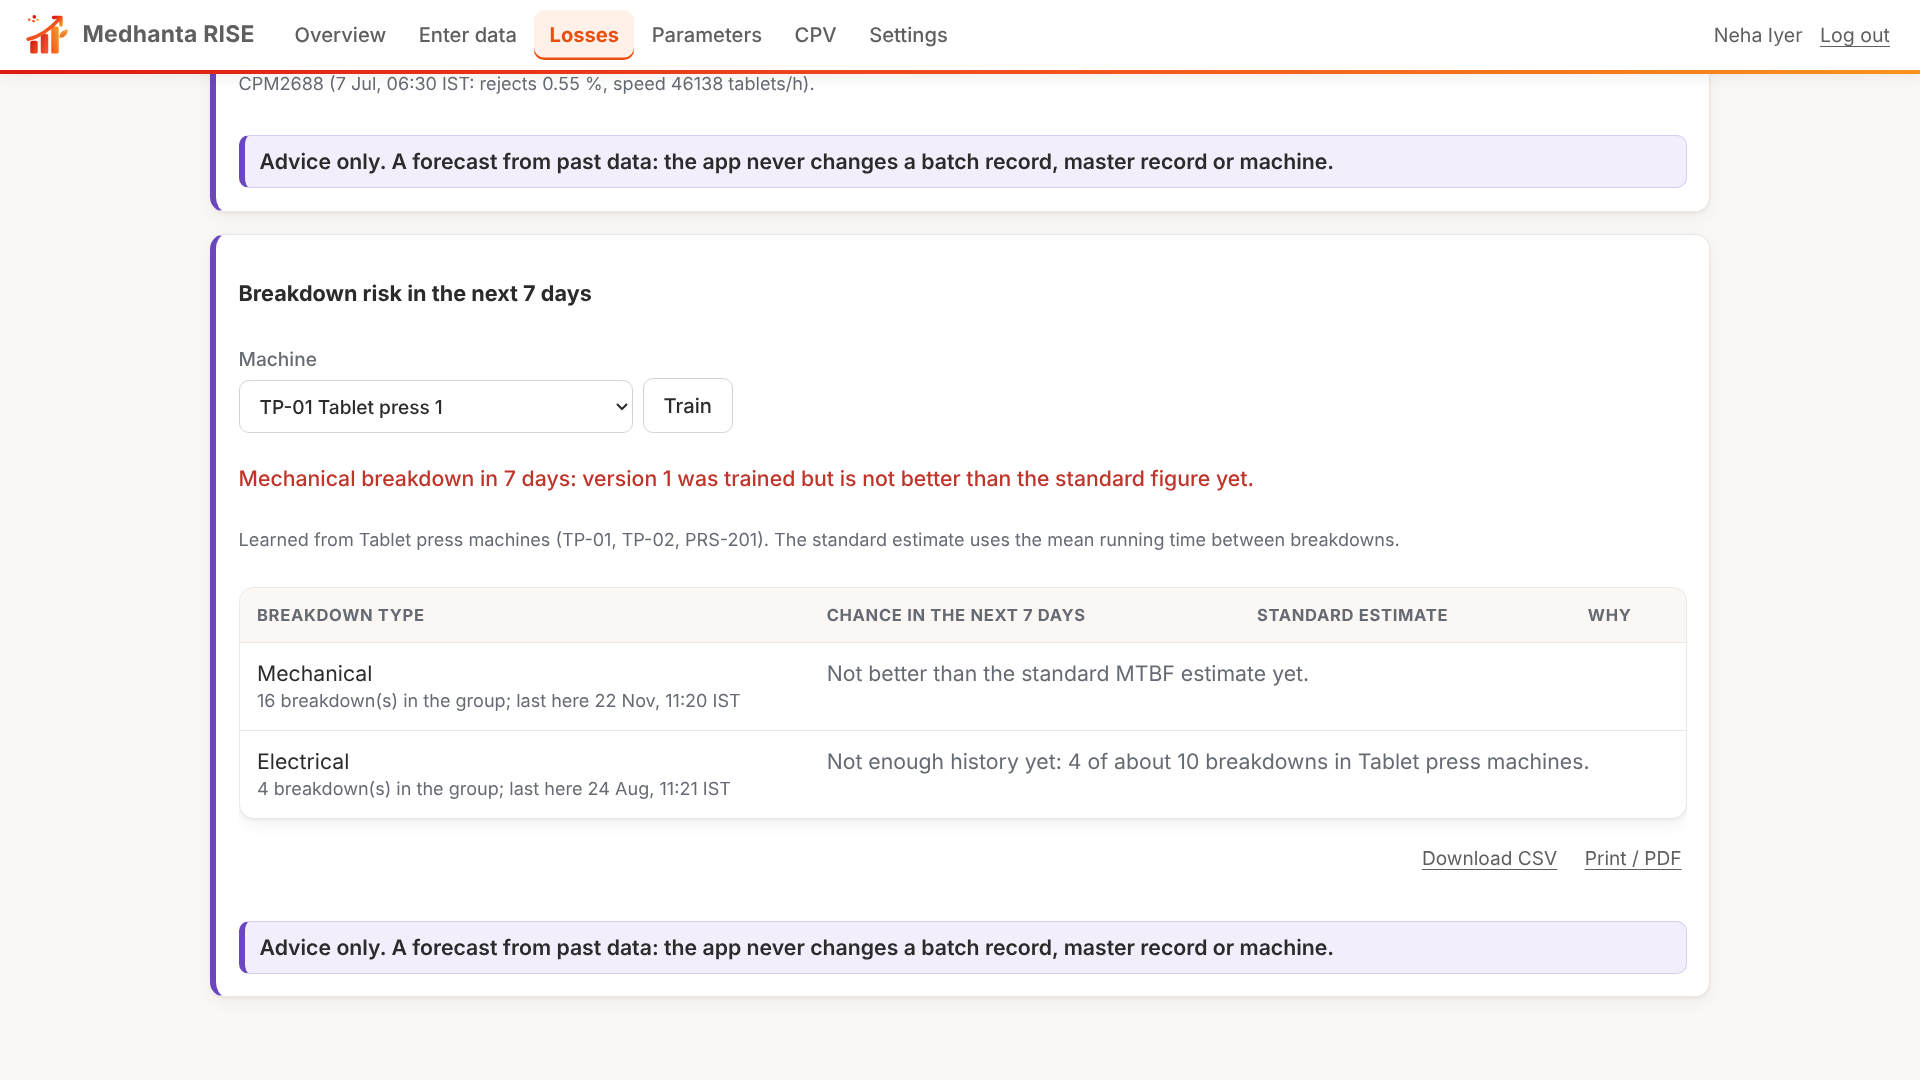 Medhanta RISE
Overview
Enter data
Losses
Parameters
CPV
Settings
Neha Iyer
Log out
CPM2688 (7 Jul, 06:30 IST: rejects 0.55 %, speed 46138 tablets/h).
Advice only. A forecast from past data: the app never changes a batch record, master record or machine.
Breakdown risk in the next 7 days
Machine
TP-01 Tablet press 1
Train
Mechanical breakdown in 7 days: version 1 was trained but is not better than the standard figure yet.
Learned from Tablet press machines (TP-01, TP-02, PRS-201). The standard estimate uses the mean running time between breakdowns.
BREAKDOWN TYPE
CHANCE IN THE NEXT 7 DAYS
STANDARD ESTIMATE
WHY
Mechanical
16 breakdown(s) in the group; last here 22 Nov, 11:20 IST
Not better than the standard MTBF estimate yet.
Electrical
4 breakdown(s) in the group; last here 24 Aug, 11:21 IST
Not enough history yet: 4 of about 10 breakdowns in Tablet press machines.
Download CSV
Print / PDF
Advice only. A forecast from past data: the app never changes a batch record, master record or machine.